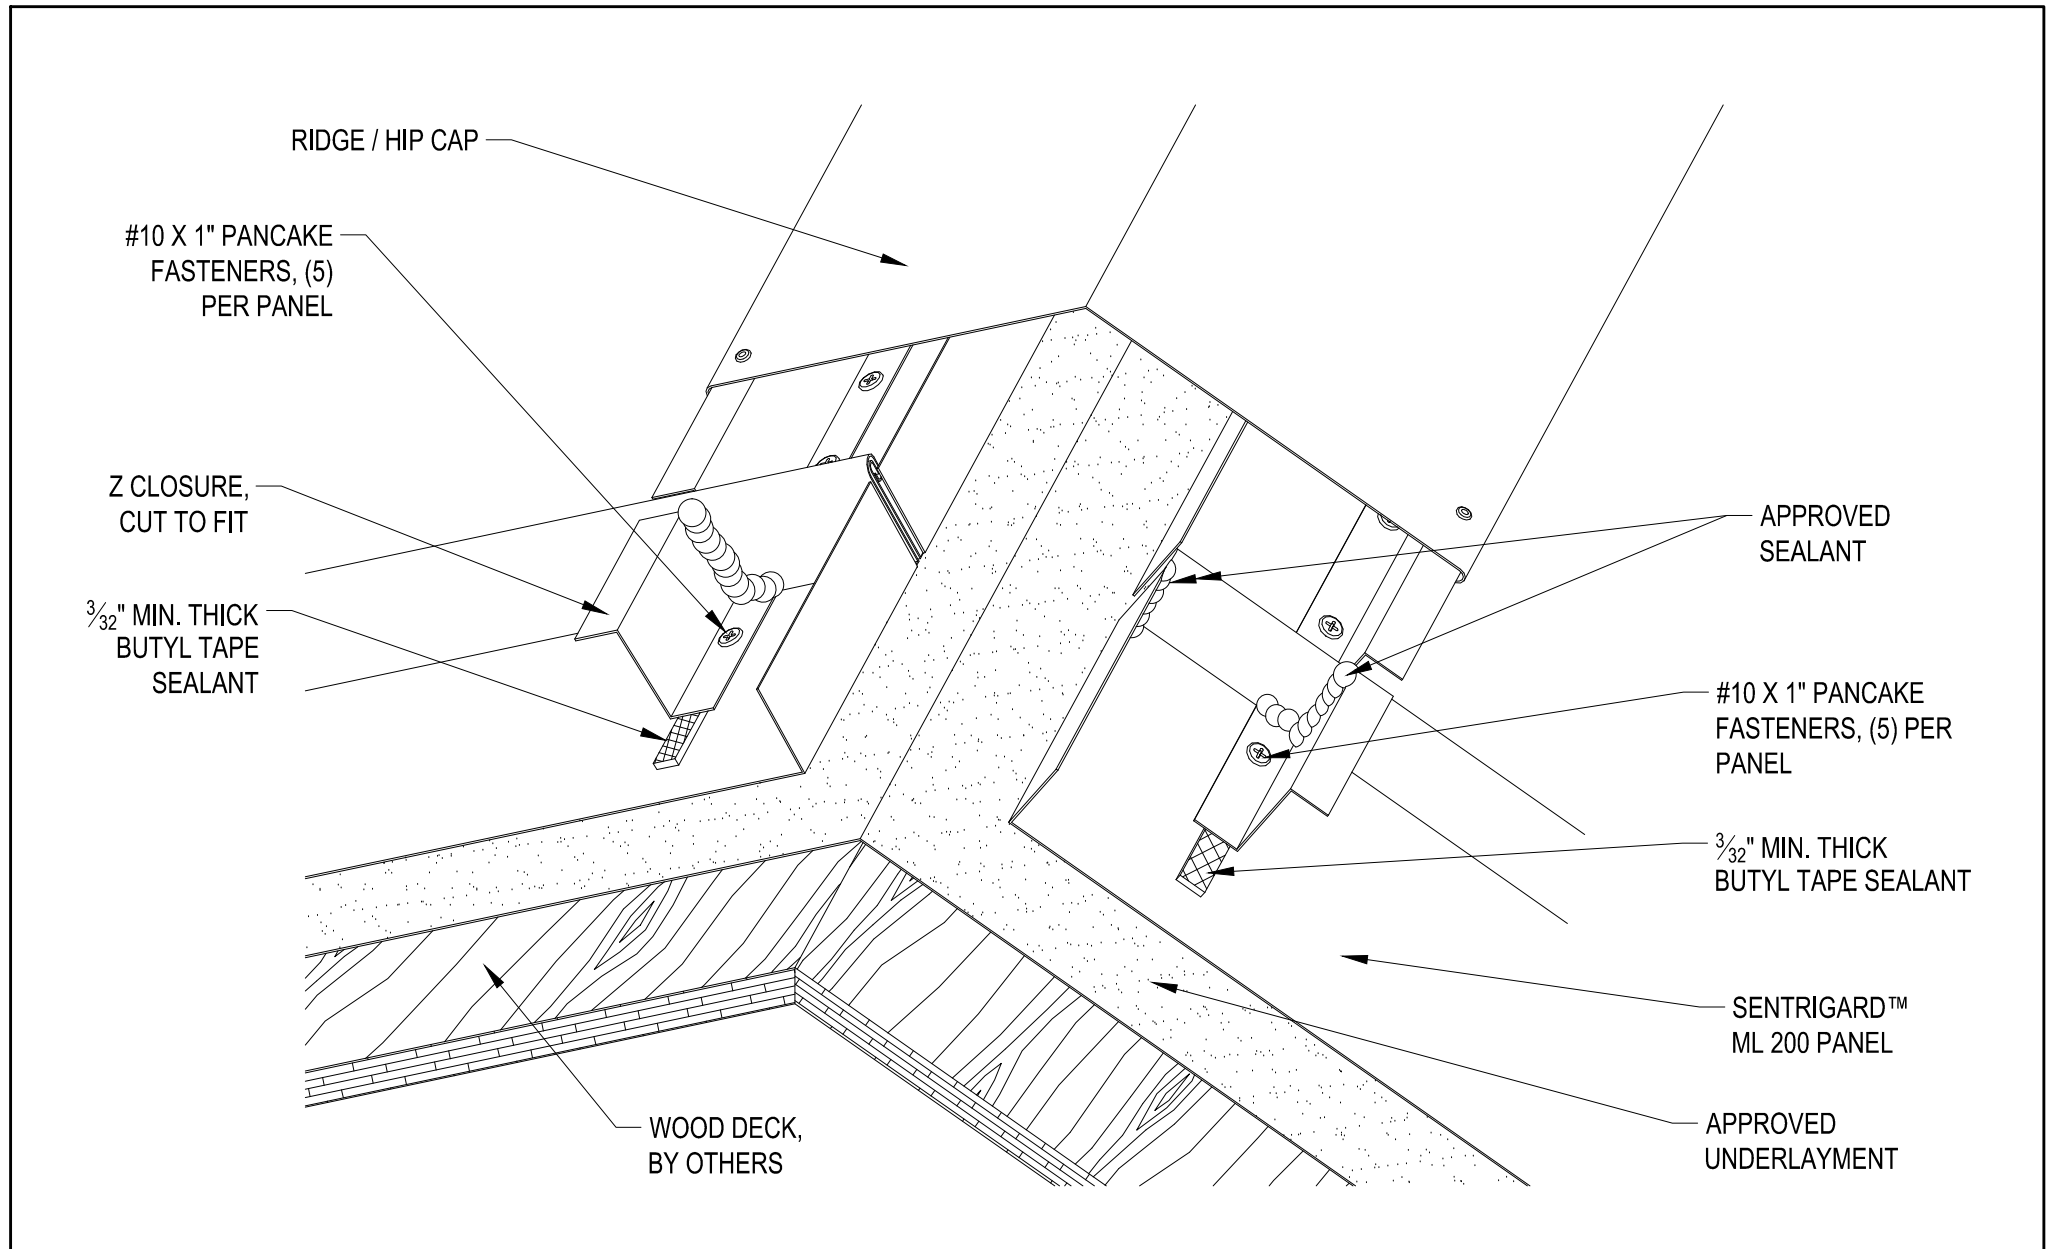 RIDGE / HIP CAP
#10 X 1" PANCAKE
FASTENERS, (5)
PER PANEL
Z CLOSURE,
CUT TO FIT
3/32" MIN. THICK
BUTYL TAPE
SEALANT
WOOD DECK,
BY OTHERS
APPROVED
SEALANT
#10 X 1" PANCAKE
FASTENERS, (5) PER
PANEL
3/32" MIN. THICK
BUTYL TAPE SEALANT
SENTRIGARD™
ML 200 PANEL
APPROVED
UNDERLAYMENT